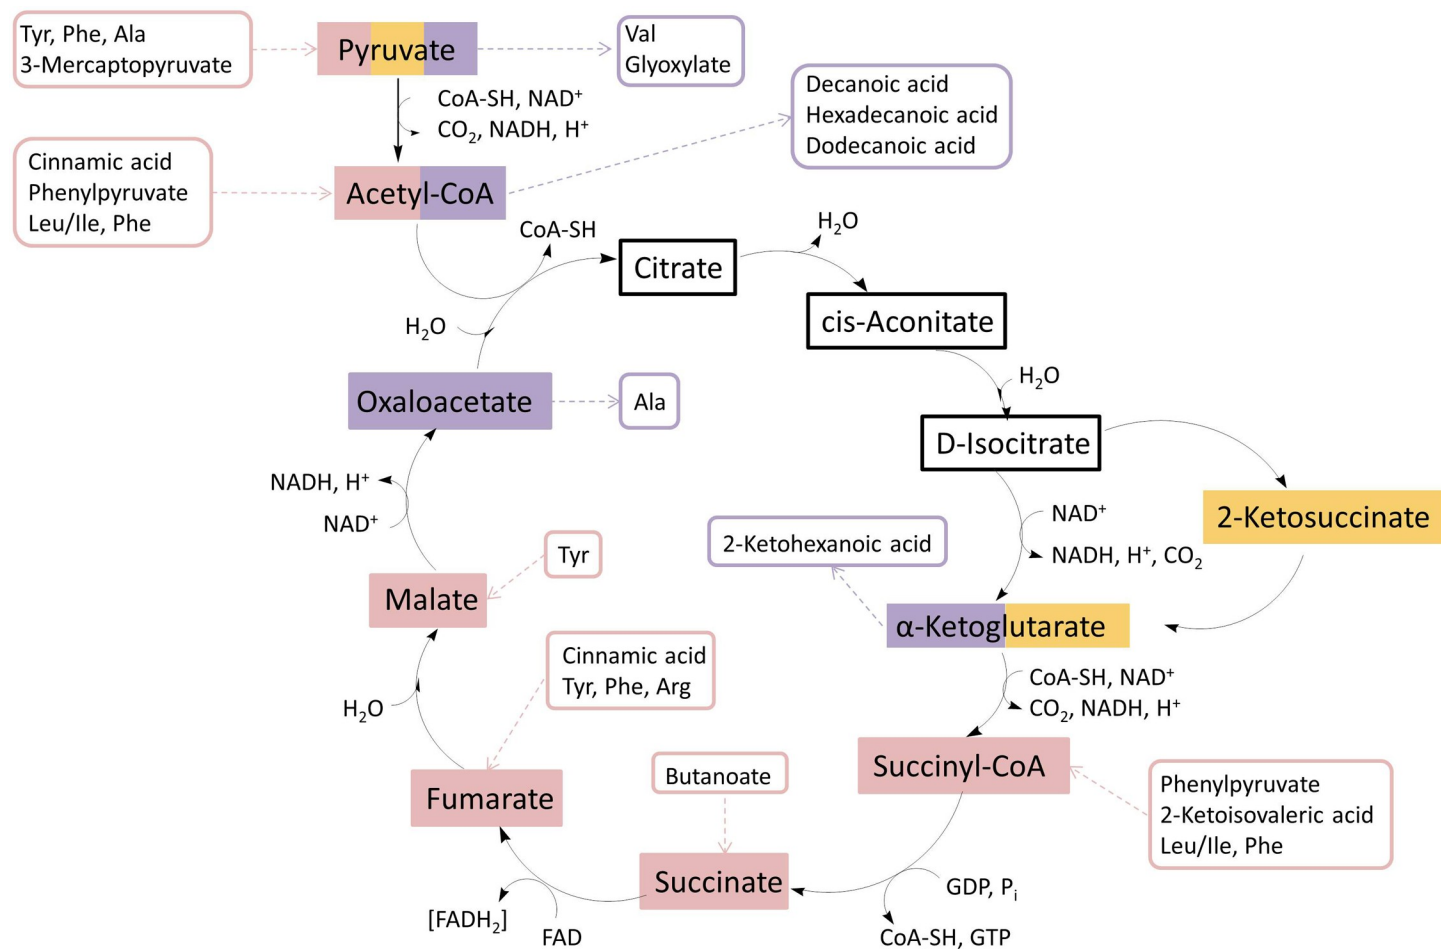 Tyr, Phe, Ala
3-Mercaptopyruvate
Pyruvate
Val
Glyoxylate
CoA-SH, NAD⁺
CO₂, NADH, H⁺
Decanoic acid
Hexadecanoic acid
Dodecanoic acid
Cinnamic acid
Phenylpyruvate
Leu/Ile, Phe
Acetyl-CoA
CoA-SH
H₂O
Citrate
H₂O
cis-Aconitate
H₂O
Oxaloacetate
Ala
D-Isocitrate
NADH, H⁺
NAD⁺
2-Ketohexanoic acid
NAD⁺
NADH, H⁺, CO₂
2-Ketosuccinate
Tyr
Malate
α-Ketoglutarate
Cinnamic acid
Tyr, Phe, Arg
CoA-SH, NAD⁺
CO₂, NADH, H⁺
H₂O
Fumarate
Butanoate
Succinyl-CoA
Phenylpyruvate
2-Ketoisovaleric acid
Leu/Ile, Phe
Succinate
GDP, Pᵢ
[FADH₂]
FAD
CoA-SH, GTP